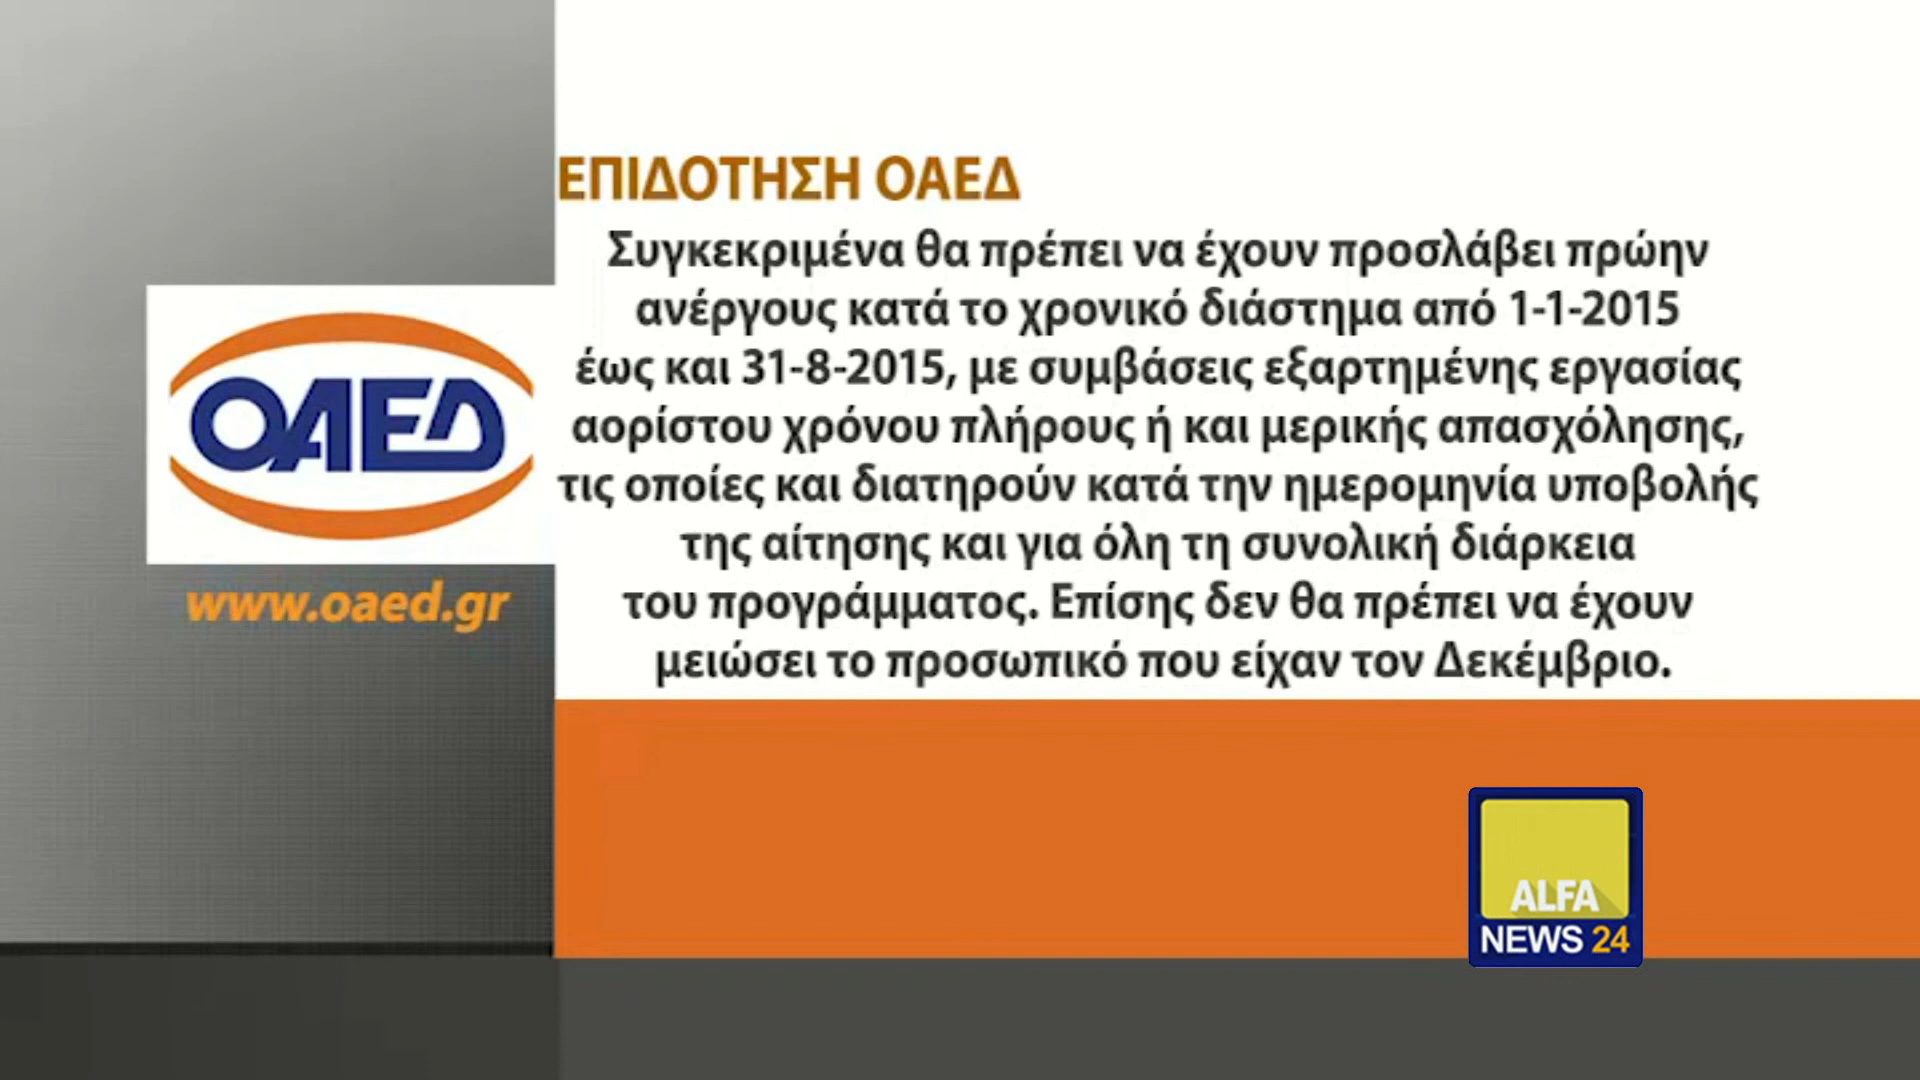 ΕΠΙΔΟΤΗΣΗ ΟΑΕΔ
Συγκεκριμένα θα πρέπει να έχουν προσλάβει πρώην
ανέργους κατά το χρονικό διάστημα από 1-1-2015
έως και 31-8-2015, με συμβάσεις εξαρτημένης εργασίας
αορίστου χρόνου πλήρους ή και μερικής απασχόλησης,
τις οποίες και διατηρούν κατά την ημερομηνία υποβολής
της αίτησης και για όλη τη συνολική διάρκεια
του προγράμματος. Επίσης δεν θα πρέπει να έχουν
μειώσει το προσωπικό που είχαν τον Δεκέμβριο.
ΟΑΕΔ
www.oaed.gr
ALFA
NEWS 24